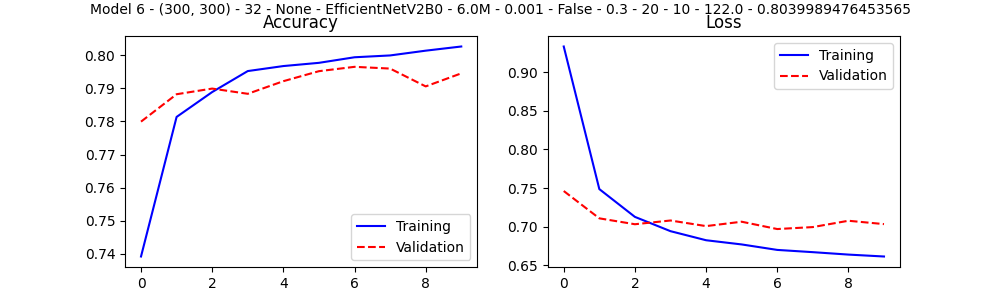 Model 6 - (300, 300) - 32 - None - EfficientNetV2B0 - 6.0M - 0.001 - False - 0.3 - 20 - 10 - 122.0 - 0.8039989476453565
Accuracy
0.80
0.79
0.78
0.77
0.76
0.75
0.74
0 2 4 6 8
Training
Validation
Loss
0.90
0.85
0.80
0.75
0.70
0.65
0 2 4 6 8
Training
Validation